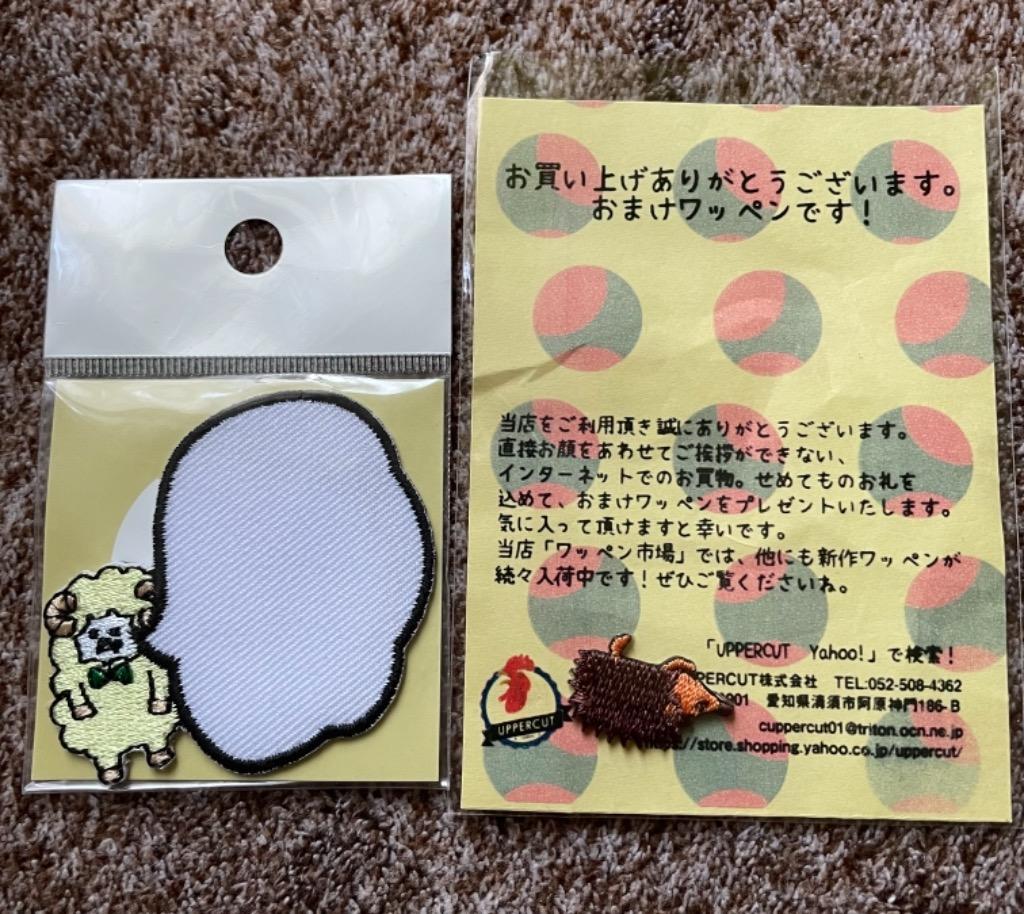 お買い上げありがとうございます。
おまけワッペンです！
当店をご利用頂き誠にありがとうございます。
直接お顔をあわせてご挨拶ができない、
インターネットでのお買物。せめてものお礼を
込めて、おまけワッペンをプレゼントいたします。
気に入って頂けますと幸いです。
当店「ワッペン市場」では、他にも新作ワッペンが
続々入荷中です！ぜひご覧くださいね。
「UPPERCUT Yahoo!」で検索！
PERCUT株式会社 TEL:052-508-4362
901 愛知県清須市阿原神門186-B
cuppercut01@triton.ocn.ne.jp
://store.shopping.yahoo.co.jp/uppercut/
UPPERCUT